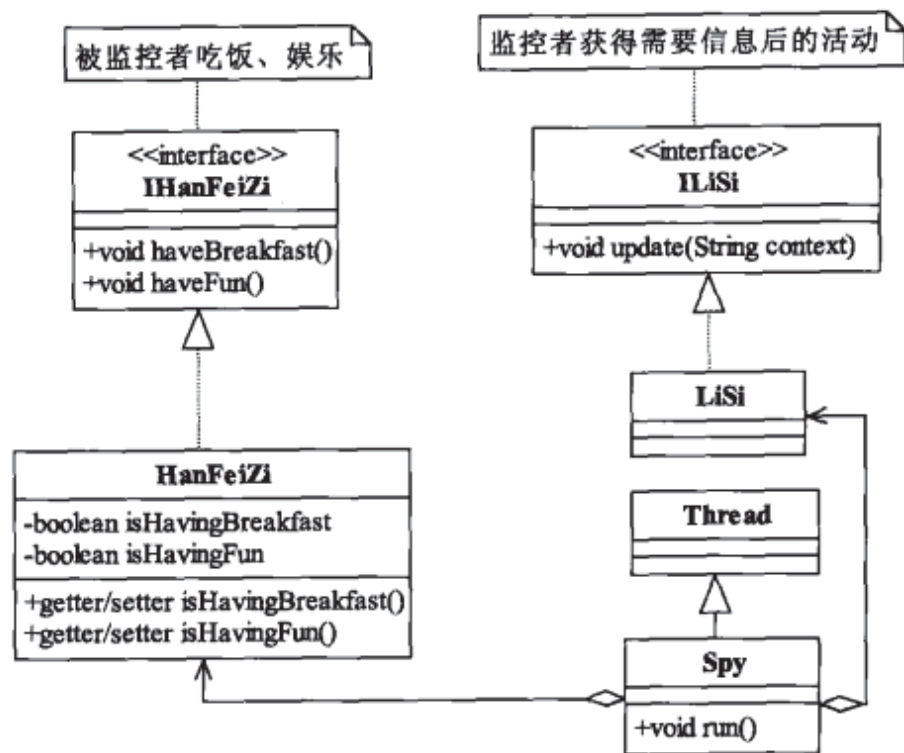 被监控者吃饭、娱乐
监控者获得需要信息后的活动
<<interface>>
IHanFeiZi
+void haveBreakfast()
+void haveFun()
<<interface>>
ILiSi
+void update(String context)
LiSi
HanFeiZi
-boolean isHavingBreakfast
-boolean isHavingFun
+getter/setter isHavingBreakfast()
+getter/setter isHavingFun()
Thread
Spy
+void run()